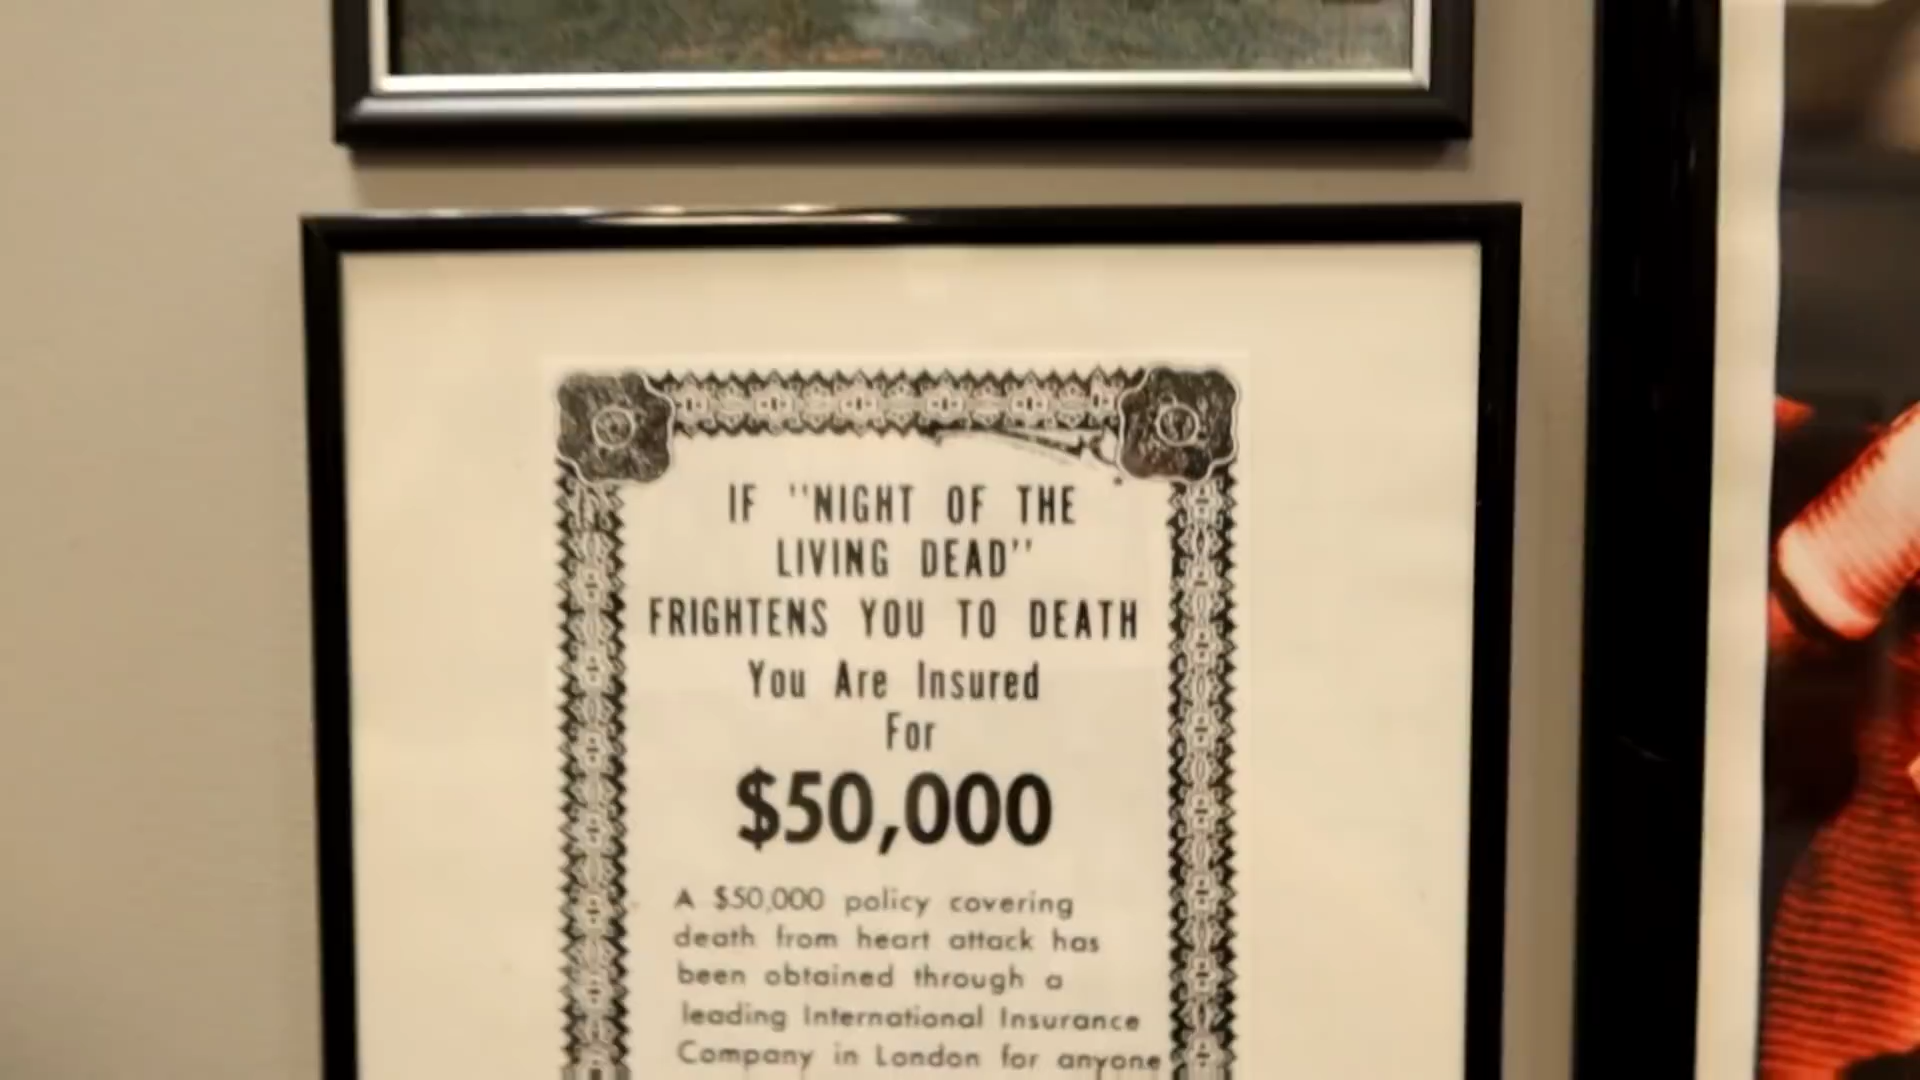 IF "NIGHT OF THE
LIVING DEAD"
FRIGHTENS YOU TO DEATH
You Are Insured
For
$50,000
A $50,000 policy covering
death from heart attack has
been obtained through a
leading International Insurance
Company in London for anyone